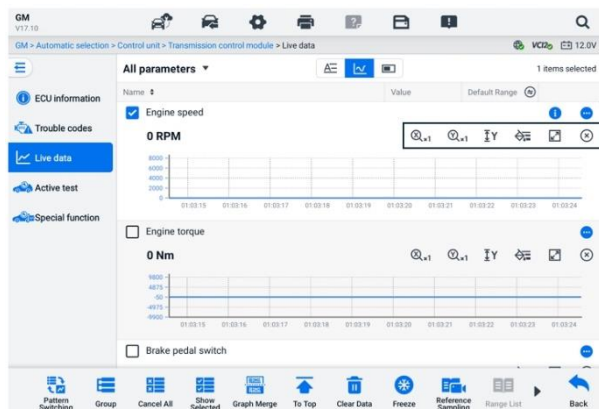 GM
V17.10
GM > Automatic selection > Control unit > Transmission control module > Live data
VCI2 12.0V
All parameters ▼
A
1 items selected
Name
Value
Default Range
ECU information
Trouble codes
Live data
Active test
Special function
Engine speed
0 RPM
X ×1 Y ×1 Y
8000
6000
4000
2000
0
01:03:15 01:03:16 01:03:17 01:03:18 01:03:19 01:03:20 01:03:21 01:03:22 01:03:23 01:03:24
Engine torque
0 Nm
X ×1 Y ×1 Y
9800
4875
-50
-4975
-9900
01:03:15 01:03:16 01:03:17 01:03:18 01:03:19 01:03:20 01:03:21 01:03:22 01:03:23 01:03:24
Brake pedal switch
Pattern Switching
Group
Cancel All
Show Selected
Graph Merge
To Top
Clear Data
Freeze
Reference Sampling
Range List
Back